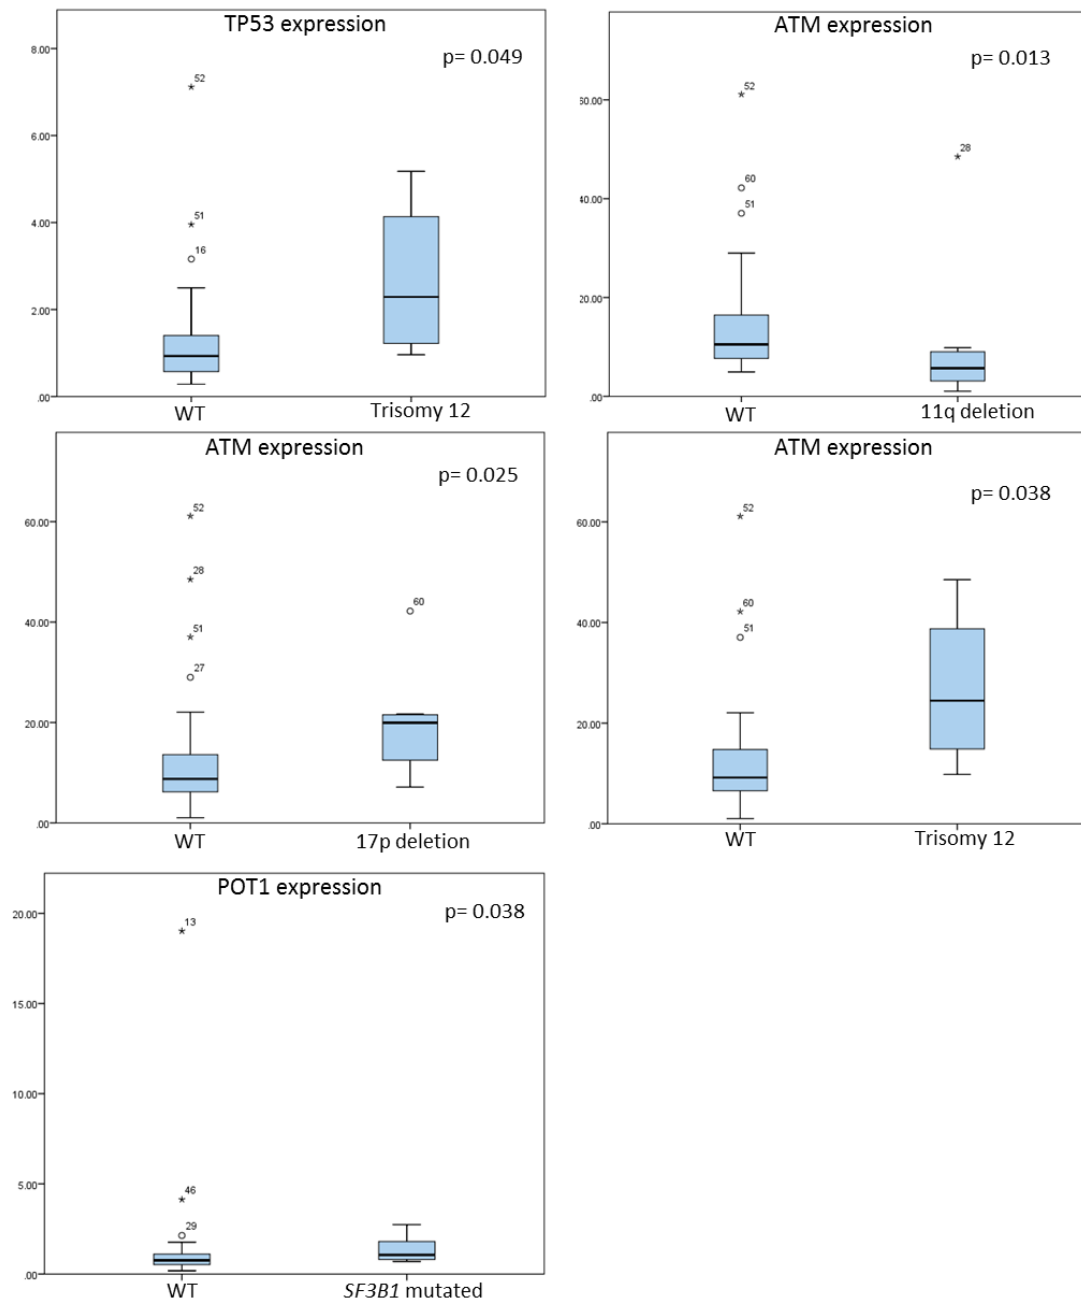 TP53 expression
p= 0.049
8.00
6.00
4.00
2.00
.00
52
51
16
WT
Trisomy 12
ATM expression
p= 0.013
60.00
40.00
20.00
.00
52
60
51
28
WT
11q deletion
ATM expression
p= 0.025
60.00
40.00
20.00
.00
52
28
51
27
60
WT
17p deletion
ATM expression
p= 0.038
60.00
40.00
20.00
.00
52
60
51
WT
Trisomy 12
POT1 expression
p= 0.038
20.00
15.00
10.00
5.00
.00
13
46
29
WT
SF3B1 mutated